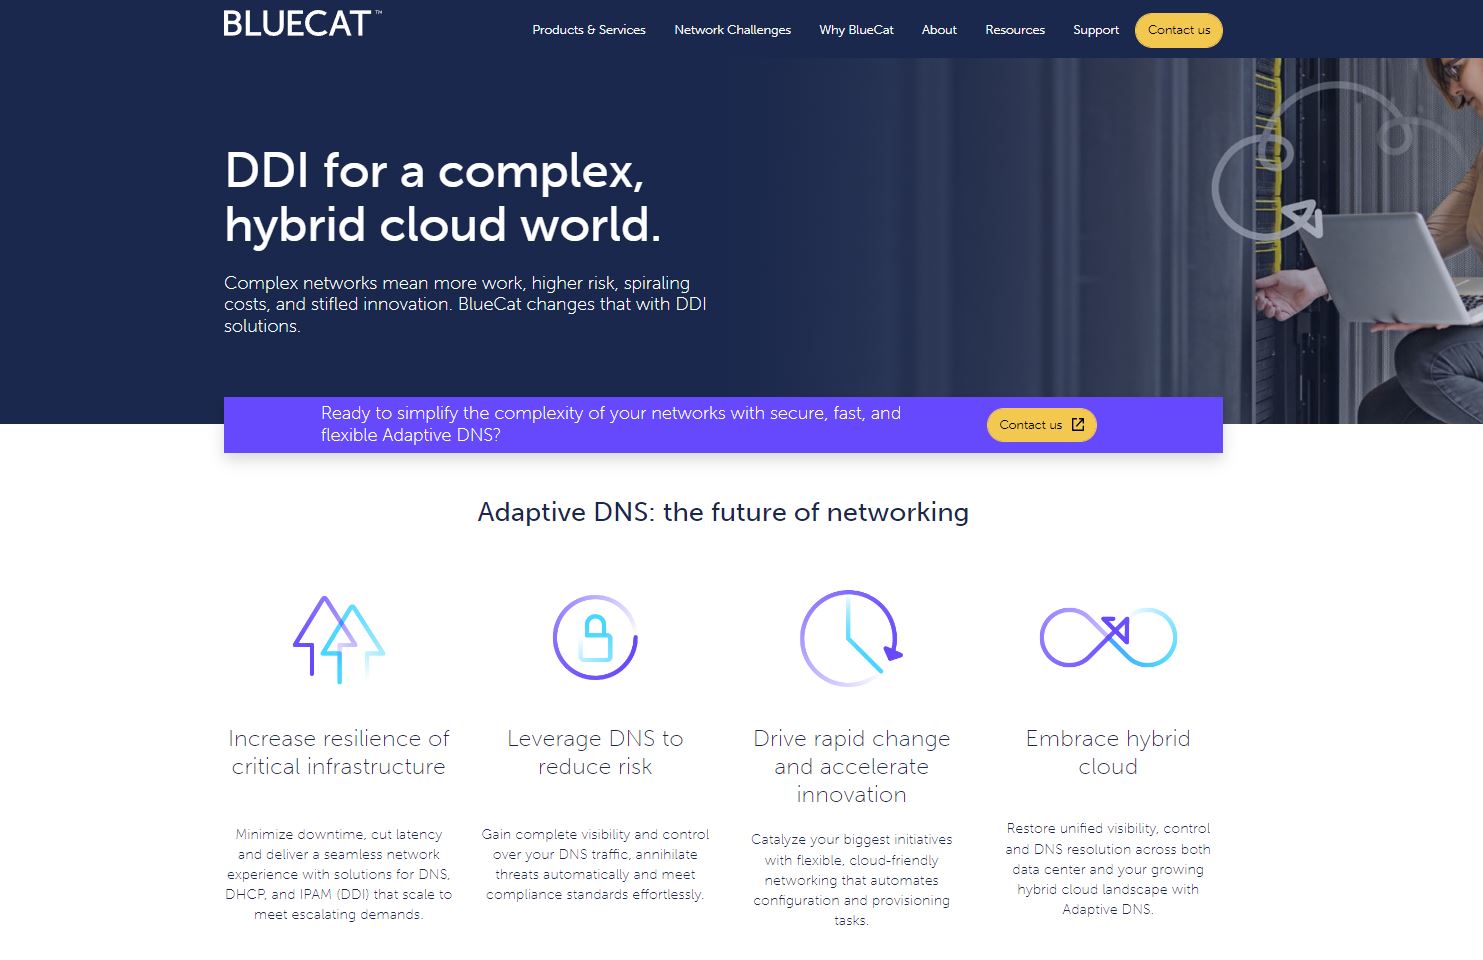 BLUECAT™
Products & Services
Network Challenges
Why BlueCat
About
Resources
Support
Contact us
DDI for a complex,
hybrid cloud world.
Complex networks mean more work, higher risk, spiraling
costs, and stifled innovation. BlueCat changes that with DDI
solutions.
Ready to simplify the complexity of your networks with secure, fast, and
flexible Adaptive DNS?
Contact us
Adaptive DNS: the future of networking
Increase resilience of
critical infrastructure
Minimize downtime, cut latency
and deliver a seamless network
experience with solutions for DNS,
DHCP, and IPAM (DDI) that scale to
meet escalating demands.
Leverage DNS to
reduce risk
Gain complete visibility and control
over your DNS traffic, annihilate
threats automatically and meet
compliance standards effortlessly.
Drive rapid change
and accelerate
innovation
Catalyze your biggest initiatives
with flexible, cloud-friendly
networking that automates
configuration and provisioning
tasks.
Embrace hybrid
cloud
Restore unified visibility, control
and DNS resolution across both
data center and your growing
hybrid cloud landscape with
Adaptive DNS.